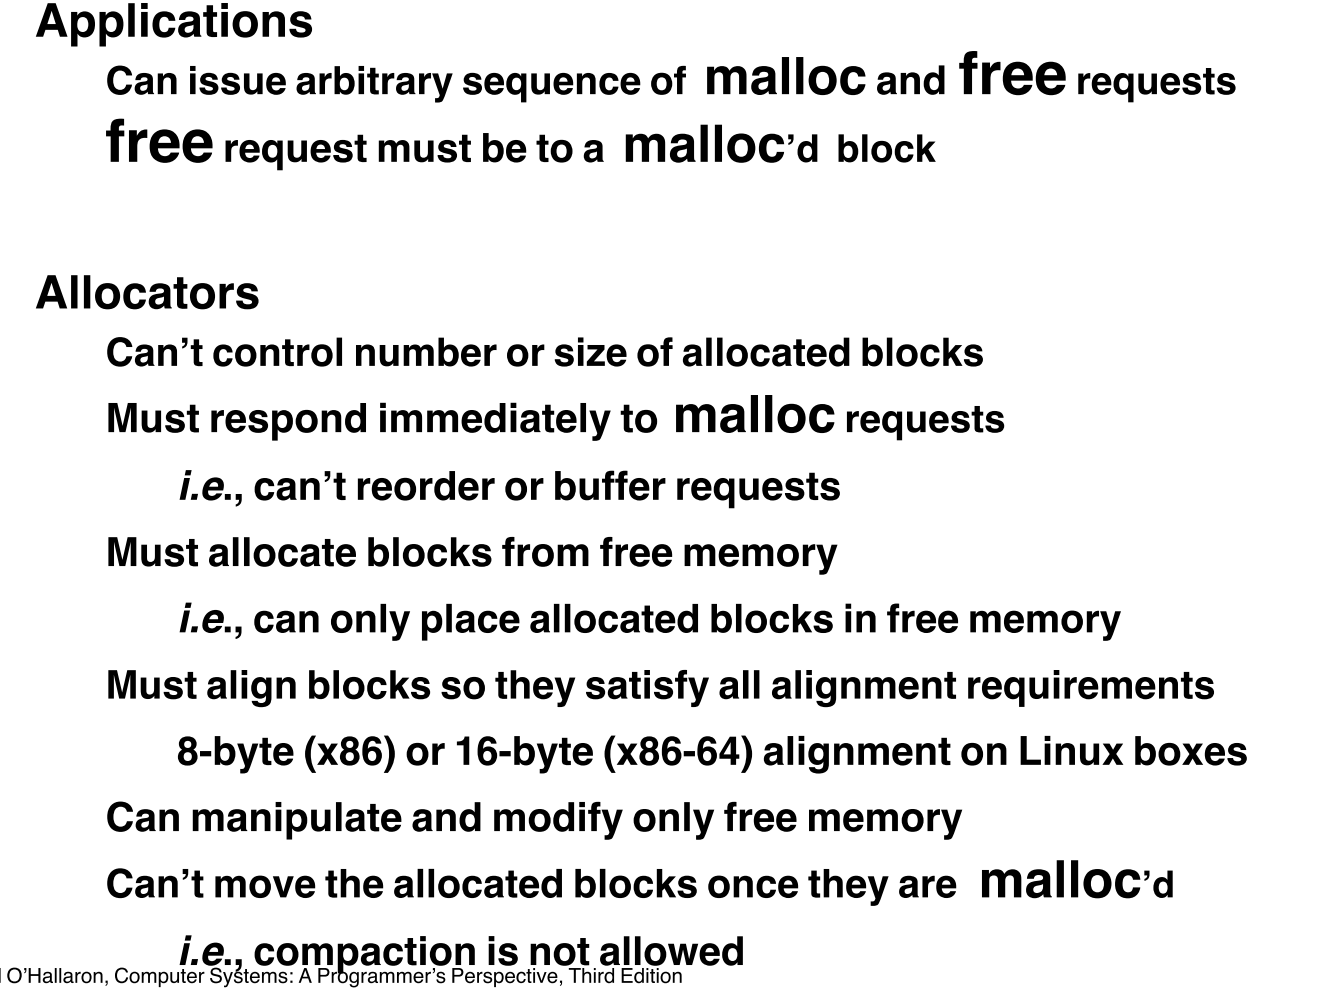 Applications
Can issue arbitrary sequence of malloc and free requests
free request must be to a malloc’d block
Allocators
Can’t control number or size of allocated blocks
Must respond immediately to malloc requests
i.e., can’t reorder or buffer requests
Must allocate blocks from free memory
i.e., can only place allocated blocks in free memory
Must align blocks so they satisfy all alignment requirements
8-byte (x86) or 16-byte (x86-64) alignment on Linux boxes
Can manipulate and modify only free memory
Can’t move the allocated blocks once they are malloc’d
i.e., compaction is not allowed
O’Hallaron, Computer Systems: A Programmer’s Perspective, Third Edition